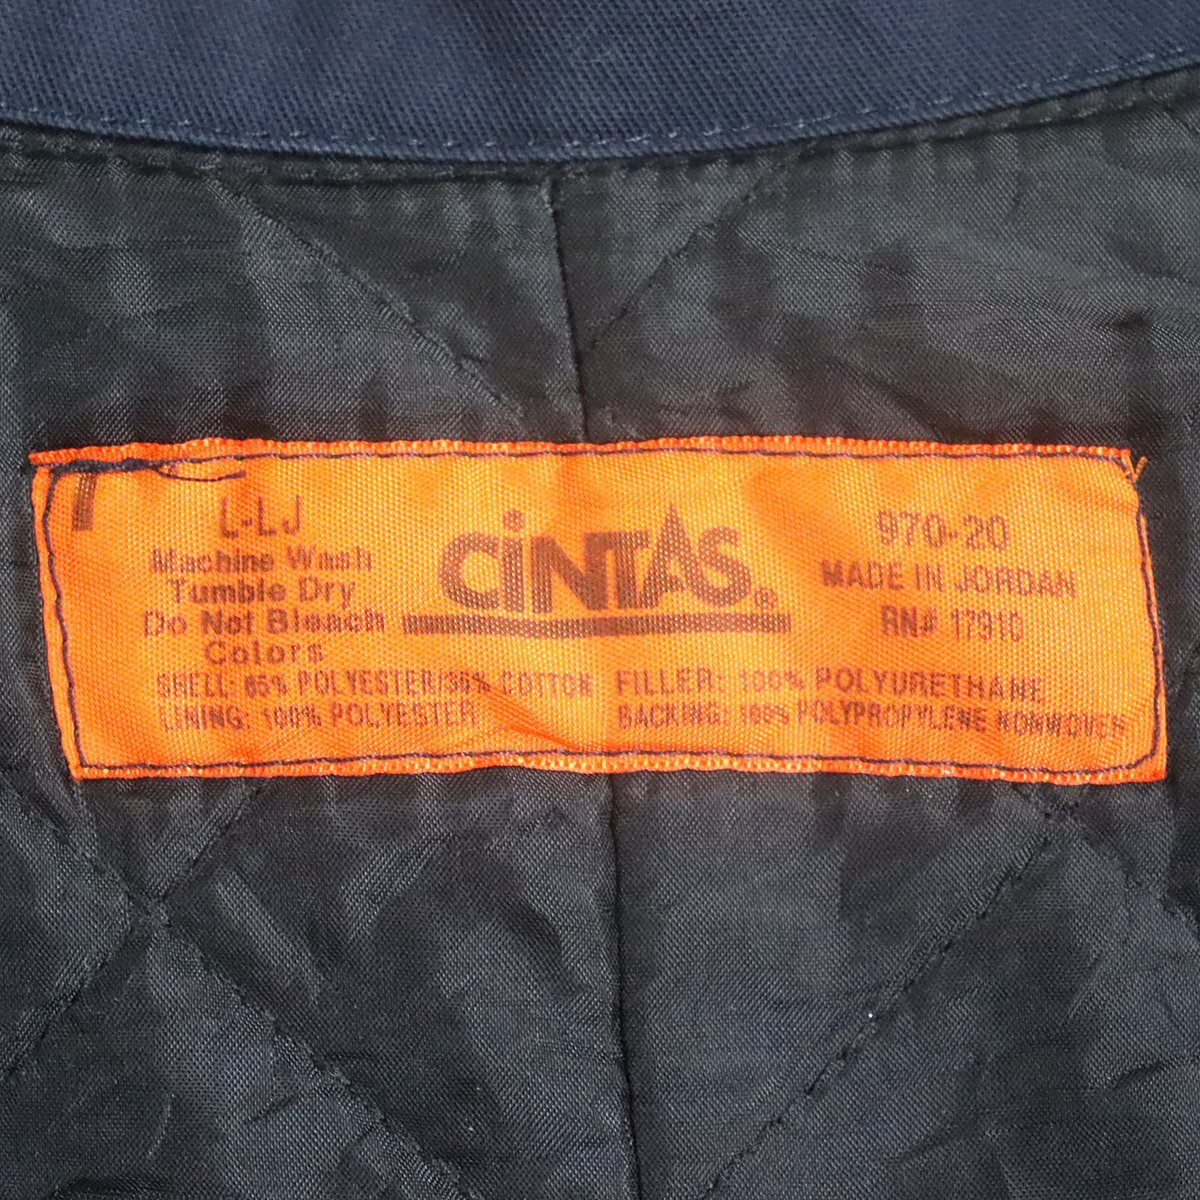 L-LJ
Machine Wash
Tumble Dry
Do Not Bleach
Colors
CiNTAS®
970-20
MADE IN JORDAN
RN# 17910
SHELL: 65% POLYESTER/35% COTTON
LINING: 100% POLYESTER
FILLER: 100% POLYURETHANE
BACKING: 100% POLYPROPYLENE NONWOVEN